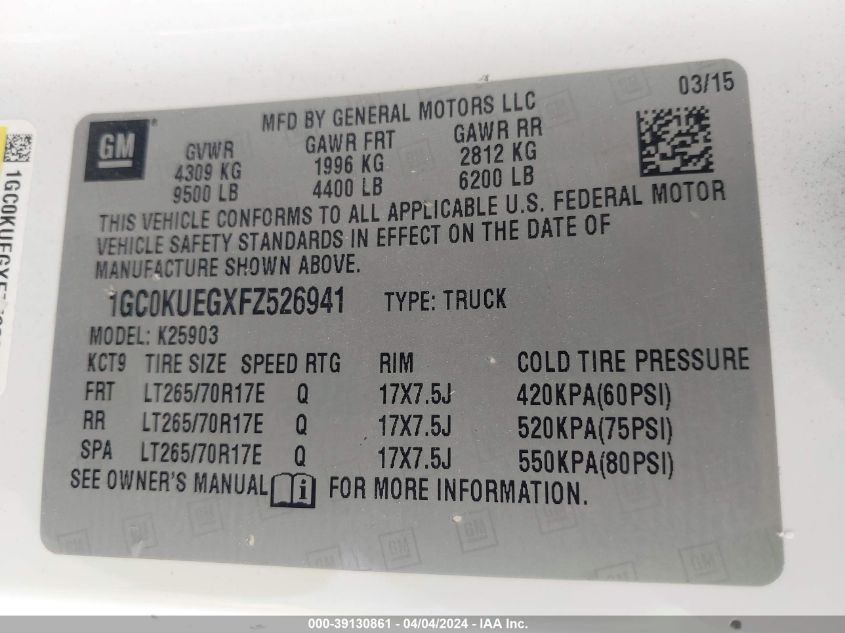 03/15
GM
MFD BY GENERAL MOTORS LLC
GVWR GAWR FRT GAWR RR
4309 KG 1996 KG 2812 KG
9500 LB 4400 LB 6200 LB
THIS VEHICLE CONFORMS TO ALL APPLICABLE U.S. FEDERAL MOTOR
VEHICLE SAFETY STANDARDS IN EFFECT ON THE DATE OF
MANUFACTURE SHOWN ABOVE.
1GC0KUEGXFZ526941 TYPE: TRUCK
MODEL: K25903
KCT9 TIRE SIZE SPEED RTG RIM COLD TIRE PRESSURE
FRT LT265/70R17E Q 17X7.5J 420KPA(60PSI)
RR LT265/70R17E Q 17X7.5J 520KPA(75PSI)
SPA LT265/70R17E Q 17X7.5J 550KPA(80PSI)
SEE OWNER'S MANUAL i FOR MORE INFORMATION.
000-39130861 - 04/04/2024 - IAA Inc.